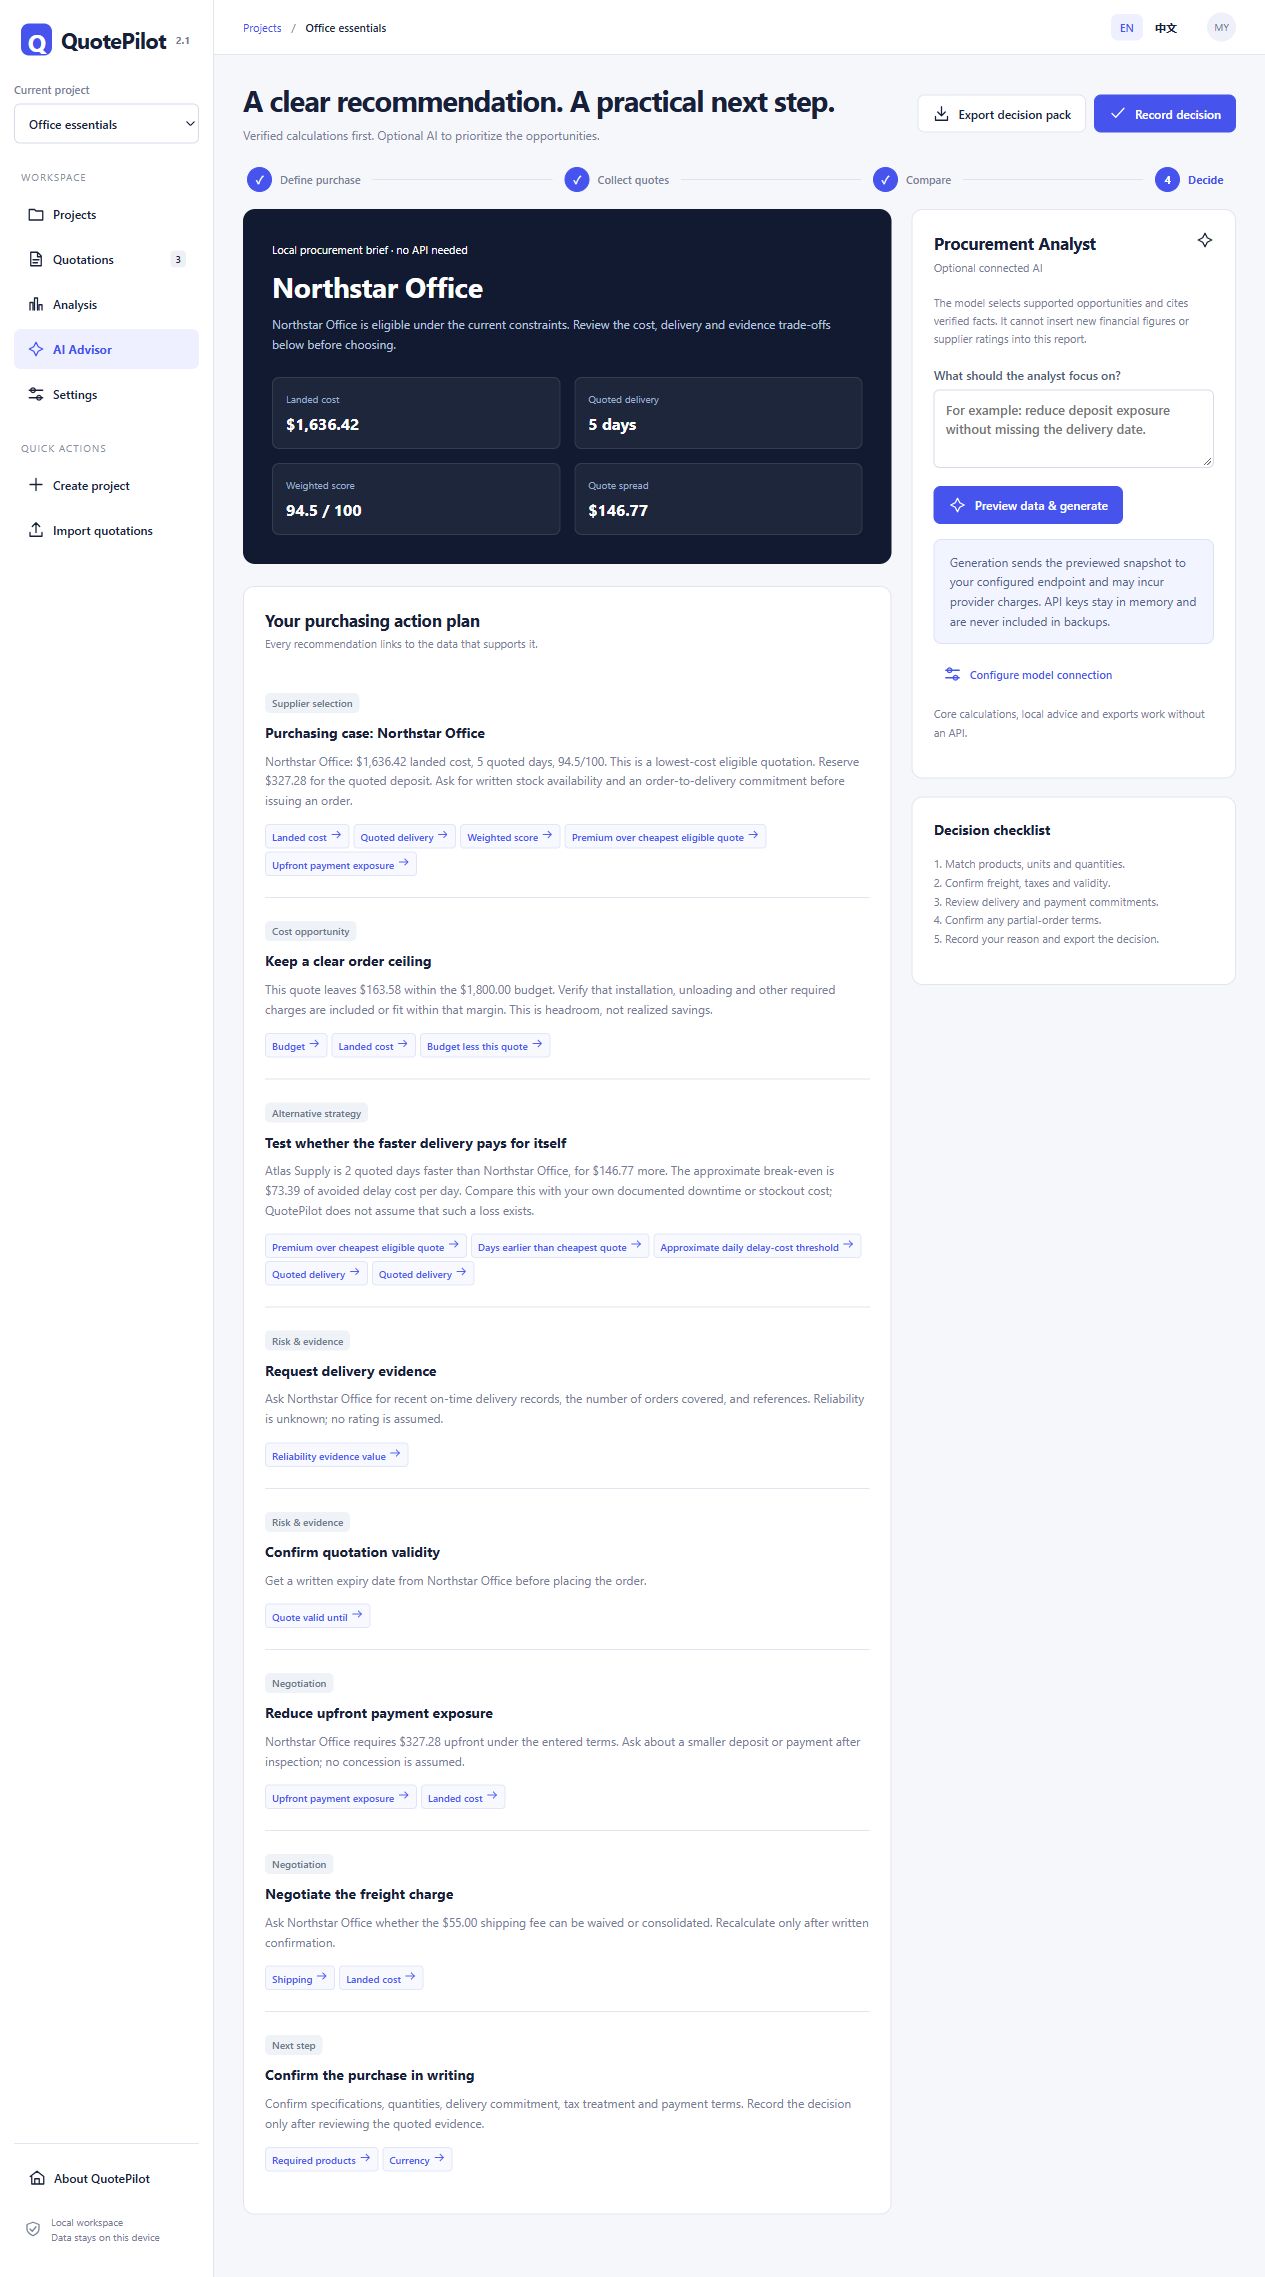 QuotePilot 2.1
Current project
Office essentials
WORKSPACE
Projects
Quotations 3
Analysis
AI Advisor
Settings
QUICK ACTIONS
Create project
Import quotations
About QuotePilot
Local workspace
Data stays on this device
Projects / Office essentials
EN 中文 MY
A clear recommendation. A practical next step.
Verified calculations first. Optional AI to prioritize the opportunities.
Export decision pack
Record decision
✓ Define purchase
✓ Collect quotes
✓ Compare
4 Decide
Local procurement brief · no API needed
Northstar Office
Northstar Office is eligible under the current constraints. Review the cost, delivery and evidence trade-offs
below before choosing.
Landed cost
$1,636.42
Quoted delivery
5 days
Weighted score
94.5 / 100
Quote spread
$146.77
Your purchasing action plan
Every recommendation links to the data that supports it.
Supplier selection
Purchasing case: Northstar Office
Northstar Office: $1,636.42 landed cost, 5 quoted days, 94.5/100. This is a lowest-cost eligible quotation. Reserve
$327.28 for the quoted deposit. Ask for written stock availability and an order-to-delivery commitment before
issuing an order.
Landed cost → Quoted delivery → Weighted score → Premium over cheapest eligible quote →
Upfront payment exposure →
Cost opportunity
Keep a clear order ceiling
This quote leaves $163.58 within the $1,800.00 budget. Verify that installation, unloading and other required
charges are included or fit within that margin. This is headroom, not realized savings.
Budget → Landed cost → Budget less this quote →
Alternative strategy
Test whether the faster delivery pays for itself
Atlas Supply is 2 quoted days faster than Northstar Office, for $146.77 more. The approximate break-even is
$73.39 of avoided delay cost per day. Compare this with your own documented downtime or stockout cost;
QuotePilot does not assume that such a loss exists.
Premium over cheapest eligible quote → Days earlier than cheapest quote → Approximate daily delay-cost threshold →
Quoted delivery → Quoted delivery →
Risk & evidence
Request delivery evidence
Ask Northstar Office for recent on-time delivery records, the number of orders covered, and references. Reliability
is unknown; no rating is assumed.
Reliability evidence value →
Risk & evidence
Confirm quotation validity
Get a written expiry date from Northstar Office before placing the order.
Quote valid until →
Negotiation
Reduce upfront payment exposure
Northstar Office requires $327.28 upfront under the entered terms. Ask about a smaller deposit or payment after
inspection; no concession is assumed.
Upfront payment exposure → Landed cost →
Negotiation
Negotiate the freight charge
Ask Northstar Office whether the $55.00 shipping fee can be waived or consolidated. Recalculate only after written
confirmation.
Shipping → Landed cost →
Next step
Confirm the purchase in writing
Confirm specifications, quantities, delivery commitment, tax treatment and payment terms. Record the decision
only after reviewing the quoted evidence.
Required products → Currency →
Procurement Analyst
Optional connected AI
The model selects supported opportunities and cites
verified facts. It cannot insert new financial figures or
supplier ratings into this report.
What should the analyst focus on?
For example: reduce deposit exposure
without missing the delivery date.
Preview data & generate
Generation sends the previewed snapshot to
your configured endpoint and may incur
provider charges. API keys stay in memory and
are never included in backups.
Configure model connection
Core calculations, local advice and exports work without
an API.
Decision checklist
1. Match products, units and quantities.
2. Confirm freight, taxes and validity.
3. Review delivery and payment commitments.
4. Confirm any partial-order terms.
5. Record your reason and export the decision.